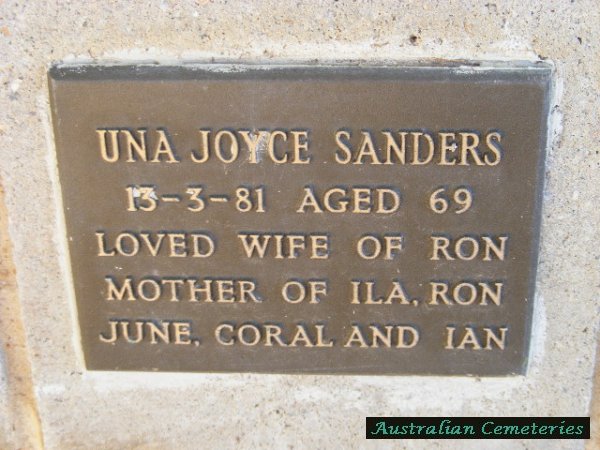 UNA JOYCE SANDERS
13-3-81 AGED 69
LOVED WIFE OF RON
MOTHER OF ILA, RON
JUNE, CORAL AND IAN
Australian Cemeteries